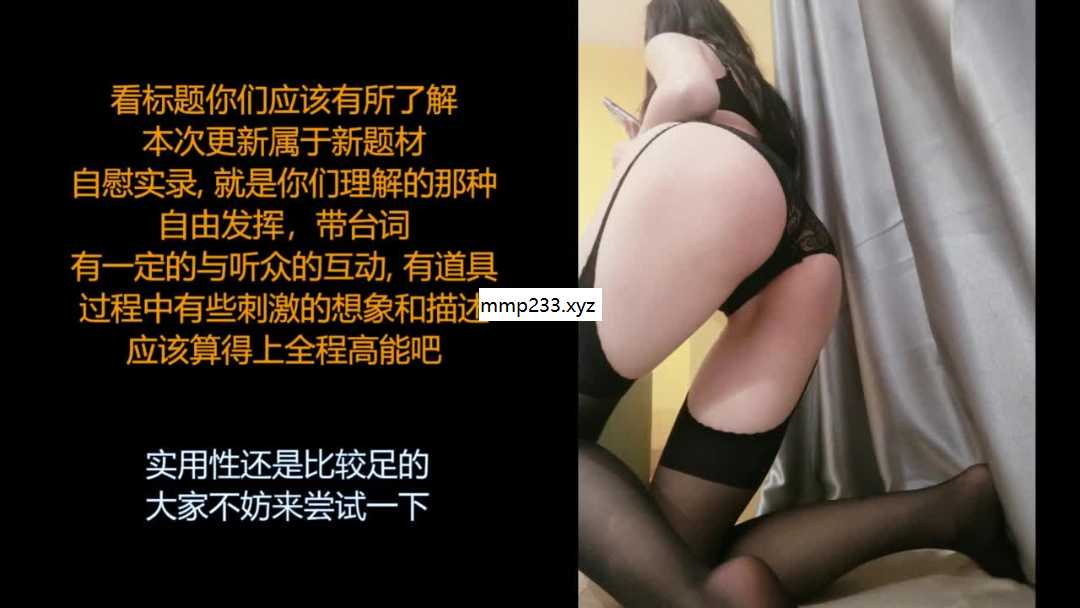 看标题你们应该有所了解
本次更新属于新题材
自慰实录, 就是你们理解的那种
自由发挥，带台词
有一定的与听众的互动, 有道具
过程中有些刺激的想象和描述
mmp233.xyz
应该算得上全程高能吧
实用性还是比较足的
大家不妨来尝试一下